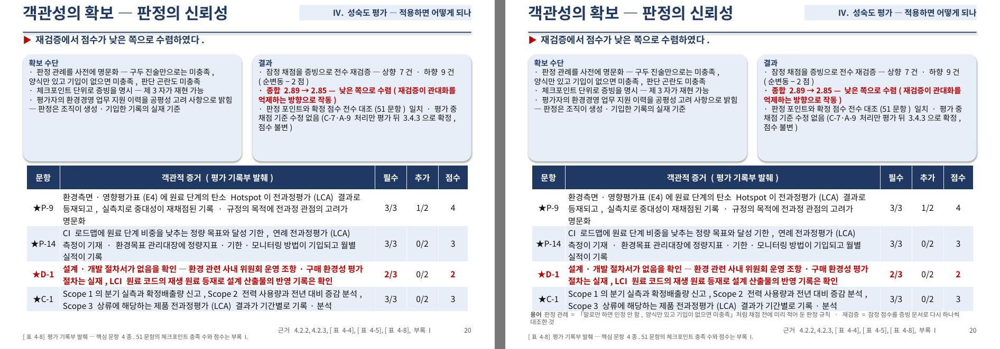 객관성의 확보 — 판정의 신뢰성
IV. 성숙도 평가 — 적용하면 어떻게 되나
▶ 재검증에서 점수가 낮은 쪽으로 수렴하였다 .
확보 수단
· 판정 관례를 사전에 명문화 — 구두 진술만으로는 미충족 ,
양식만 있고 기입이 없으면 미충족 , 판단 곤란도 미충족
· 체크포인트 단위로 증빙을 명시 — 제 3 자가 재현 가능
· 평가자의 환경경영 업무 지원 이력을 공평성 고려 사항으로 밝힘
— 판정은 조직이 생성 · 기입한 기록의 실재 기준
결과
· 잠정 채점을 증빙으로 전수 재검증 — 상향 7 건 · 하향 9 건
( 순변동 − 2 점 )
· 종합 2.89 → 2.85 — 낮은 쪽으로 수렴 ( 재검증이 관대화를
억제하는 방향으로 작동 )
· 판정 포인트와 확정 점수 전수 대조 (51 문항 ) 일치 · 평가 중
채점 기준 수정 없음 (C-7·A-9 처리만 평가 뒤 3.4.3 으로 확정 ,
점수 불변 )
문항 객관적 증거 ( 평가 기록부 발췌 ) 필수 추가 점수
환경측면 · 영향평가표 (E4) 에 원료 단계의 탄소 Hotspot 이 전과정평가 (LCA) 결과로
★P-9 등재되고 , 실측치로 중대성이 재채점된 기록 · 규정의 목적에 전과정 관점의 고려가 3/3 1/2 4
명문화
CI 로드맵에 원료 단계 비중을 낮추는 정량 목표와 달성 기한 , 연례 전과정평가 (LCA)
★P-14 측정이 기재 · 환경목표 관리대장에 정량지표 · 기한 · 모니터링 방법이 기입되고 월별 3/3 0/2 3
실적이 기록
★D-1 설계 · 개발 절차서가 없음을 확인 — 환경 관련 사내 위원회 운영 조항 · 구매 환경성 평가 2/3 0/2 2
절차는 실재 , LCI 원료 코드의 재생 원료 등재로 설계 산출물의 반영 기록은 확인
★C-1 Scope 1 의 분기 실측과 확정배출량 신고 , Scope 2 전력 사용량과 전년 대비 증감 분석 , 3/3 0/2 3
Scope 3 상류에 해당하는 제품 전과정평가 (LCA) 결과가 기간별로 기록 · 분석
근거 4.2.2, 4.2.3, [ 표 4-4], [ 표 4-5], [ 표 4-8], 부록 I 20
[ 표 4-8] 평가 기록부 발췌 — 핵심 문항 4 종 . 51 문항의 체크포인트 충족 수와 점수는 부록 I.
객관성의 확보 — 판정의 신뢰성
IV. 성숙도 평가 — 적용하면 어떻게 되나
▶ 재검증에서 점수가 낮은 쪽으로 수렴하였다 .
확보 수단
· 판정 관례를 사전에 명문화 — 구두 진술만으로는 미충족 ,
양식만 있고 기입이 없으면 미충족 , 판단 곤란도 미충족
· 체크포인트 단위로 증빙을 명시 — 제 3 자가 재현 가능
· 평가자의 환경경영 업무 지원 이력을 공평성 고려 사항으로 밝힘
— 판정은 조직이 생성 · 기입한 기록의 실재 기준
결과
· 잠정 채점을 증빙으로 전수 재검증 — 상향 7 건 · 하향 9 건
( 순변동 − 2 점 )
· 종합 2.89 → 2.85 — 낮은 쪽으로 수렴 ( 재검증이 관대화를
억제하는 방향으로 작동 )
· 판정 포인트와 확정 점수 전수 대조 (51 문항 ) 일치 · 평가 중
채점 기준 수정 없음 (C-7·A-9 처리만 평가 뒤 3.4.3 으로 확정 ,
점수 불변 )
문항 객관적 증거 ( 평가 기록부 발췌 ) 필수 추가 점수
환경측면 · 영향평가표 (E4) 에 원료 단계의 탄소 Hotspot 이 전과정평가 (LCA) 결과로
★P-9 등재되고 , 실측치로 중대성이 재채점된 기록 · 규정의 목적에 전과정 관점의 고려가 3/3 1/2 4
명문화
CI 로드맵에 원료 단계 비중을 낮추는 정량 목표와 달성 기한 , 연례 전과정평가 (LCA)
★P-14 측정이 기재 · 환경목표 관리대장에 정량지표 · 기한 · 모니터링 방법이 기입되고 월별 3/3 0/2 3
실적이 기록
★D-1 설계 · 개발 절차서가 없음을 확인 — 환경 관련 사내 위원회 운영 조항 · 구매 환경성 평가 2/3 0/2 2
절차는 실재 , LCI 원료 코드의 재생 원료 등재로 설계 산출물의 반영 기록은 확인
★C-1 Scope 1 의 분기 실측과 확정배출량 신고 , Scope 2 전력 사용량과 전년 대비 증감 분석 , 3/3 0/2 3
Scope 3 상류에 해당하는 제품 전과정평가 (LCA) 결과가 기간별로 기록 · 분석
용어 판정 관례 = 「말로만 하면 인정 안 함 , 양식만 있고 기입이 없으면 미충족」처럼 채점 전에 미리 적어 둔 판정 규칙 · 재검증 = 잠정 점수를 증빙 문서로 다시 하나씩
대조한 것
근거 4.2.2, 4.2.3, [ 표 4-4], [ 표 4-5], [ 표 4-8], 부록 I 20
[ 표 4-8] 평가 기록부 발췌 — 핵심 문항 4 종 . 51 문항의 체크포인트 충족 수와 점수는 부록 I.